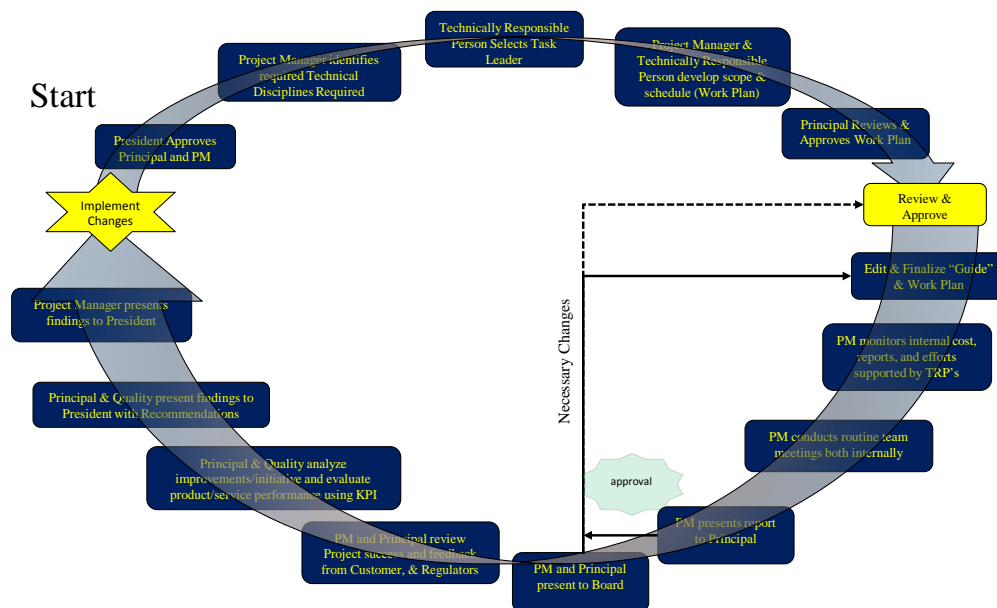 Start
President Approves
Principal and PM
Project Manager identifies
required Technical
Disciplines Required
Technically Responsible
Person Selects Task
Leader
Project Manager &
Technically Responsible
Person develop scope &
schedule (Work Plan)
Principal Reviews &
Approves Work Plan
Review &
Approve
Edit & Finalize “Guide”
& Work Plan
PM monitors internal cost,
reports, and efforts
supported by TRP’s
PM conducts routine team
meetings both internally
PM presents report
to Principal
approval
Necessary Changes
PM and Principal
present to Board
PM and Principal review
Project success and feedback
from Customer, & Regulators
Principal & Quality analyze
improvements/initiative and evaluate
product/service performance using KPI
Principal & Quality present findings to
President with Recommendations
Project Manager presents
findings to President
Implement
Changes